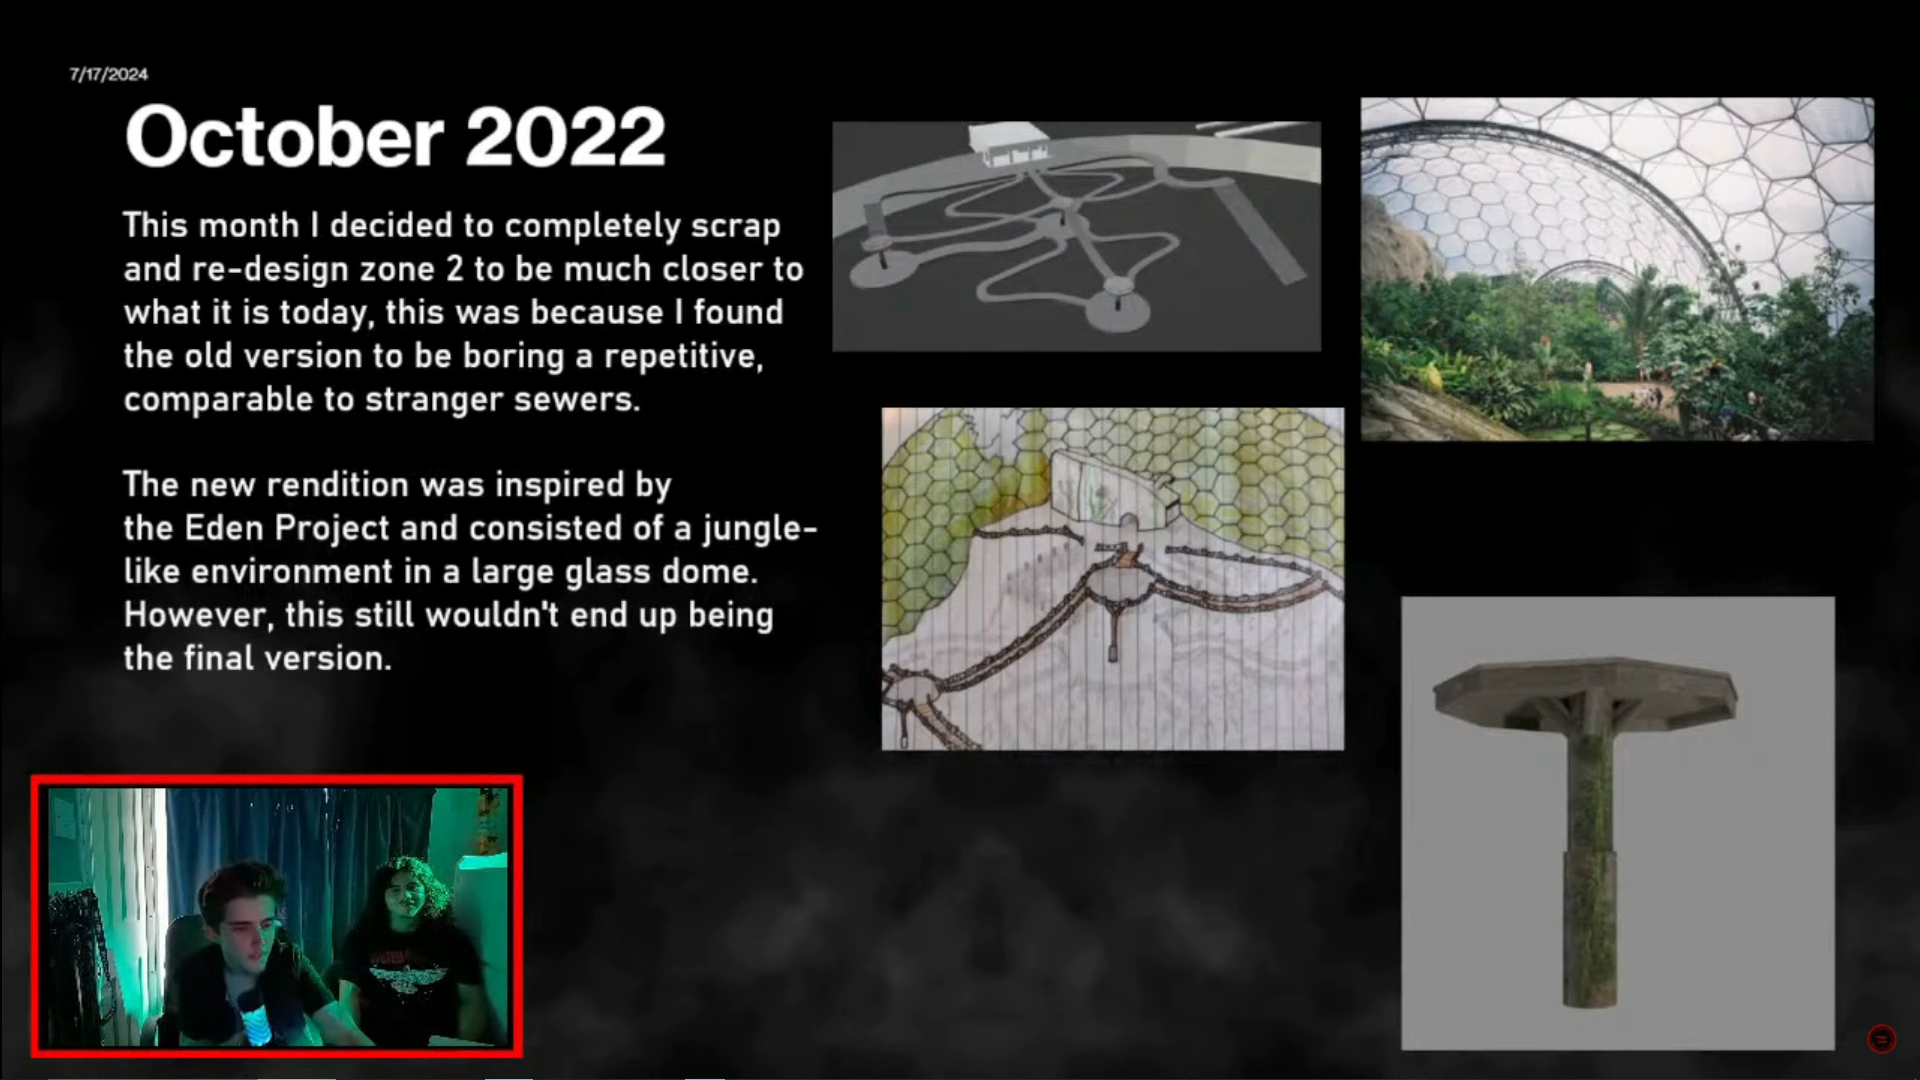 7/17/2024
October 2022
This month I decided to completely scrap
and re-design zone 2 to be much closer to
what it is today, this was because I found
the old version to be boring a repetitive,
comparable to stranger sewers.
The new rendition was inspired by
the Eden Project and consisted of a jungle-
like environment in a large glass dome.
However, this still wouldn't end up being
the final version.